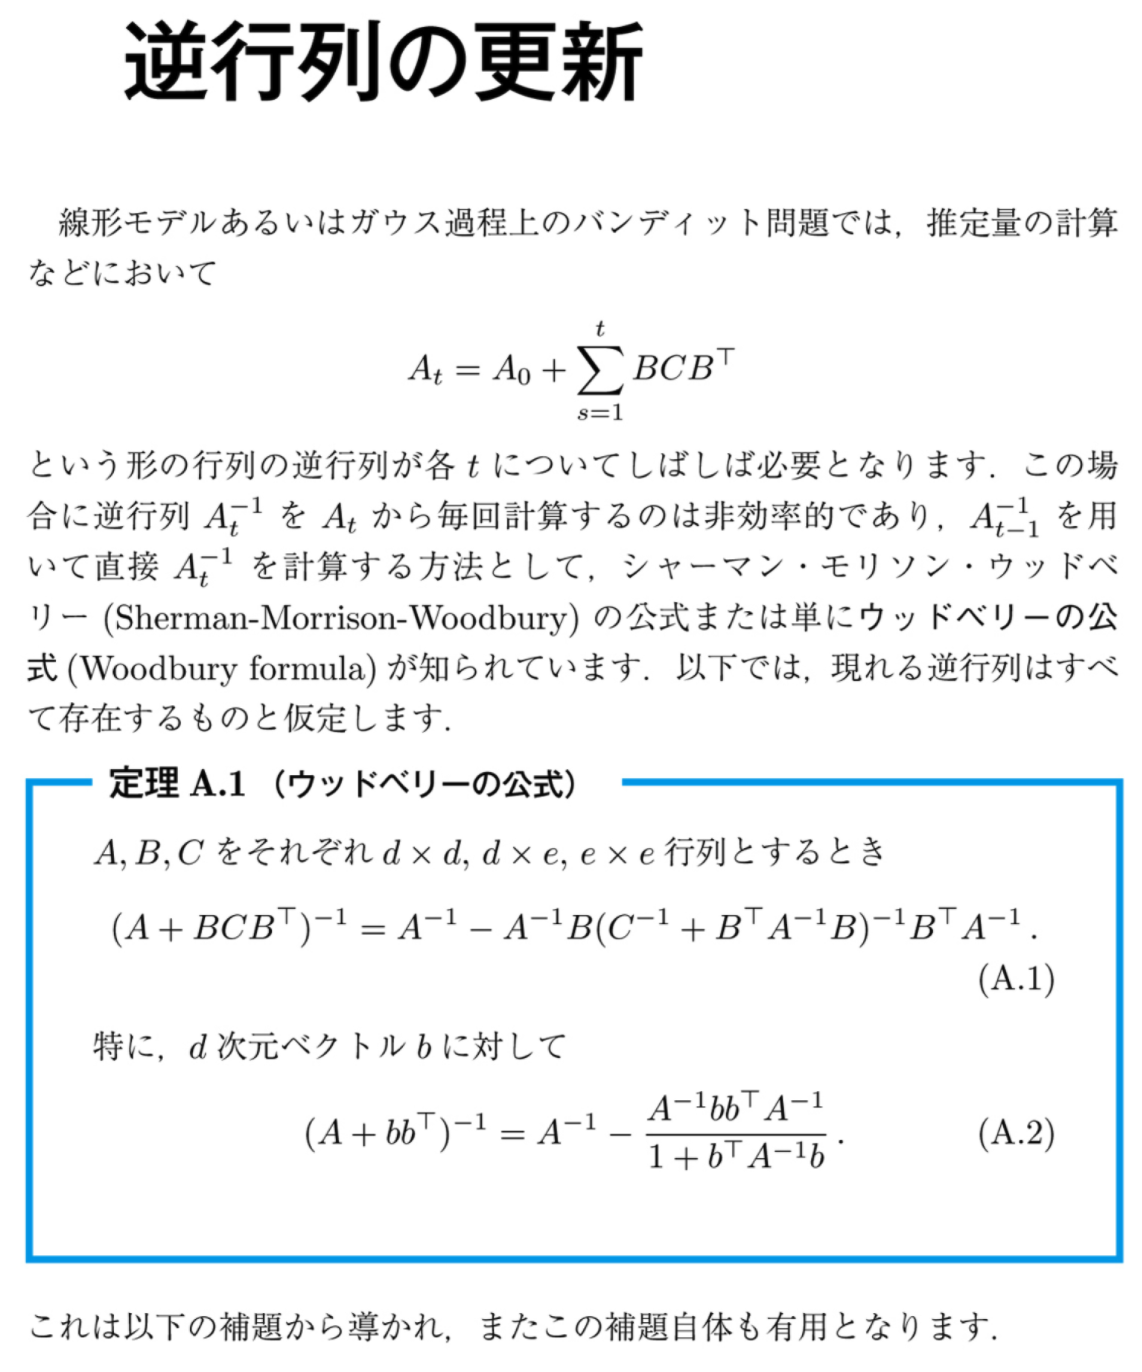 逆行列の更新
線形モデルあるいはガウス過程上のバンディット問題では，推定量の計算
などにおいて
$A_t = A_0 + \sum_{s=1}^{t} BCB^\top$
という形の行列の逆行列が各 $t$ についてしばしば必要となります．この場
合に逆行列 $A_t^{-1}$ を $A_t$ から毎回計算するのは非効率的であり，$A_{t-1}^{-1}$ を用
いて直接 $A_t^{-1}$ を計算する方法として，シャーマン・モリソン・ウッドベ
リー (Sherman-Morrison-Woodbury) の公式または単にウッドベリーの公
式 (Woodbury formula) が知られています．以下では，現れる逆行列はすべ
て存在するものと仮定します．
定理 A.1 （ウッドベリーの公式）
$A, B, C$ をそれぞれ $d \times d$, $d \times e$, $e \times e$ 行列とするとき
$(A + BCB^\top)^{-1} = A^{-1} - A^{-1}B(C^{-1} + B^\top A^{-1}B)^{-1}B^\top A^{-1}.$
(A.1)
特に，$d$ 次元ベクトル $b$ に対して
$(A + bb^\top)^{-1} = A^{-1} - \frac{A^{-1}bb^\top A^{-1}}{1 + b^\top A^{-1}b}.$ (A.2)
これは以下の補題から導かれ，またこの補題自体も有用となります．